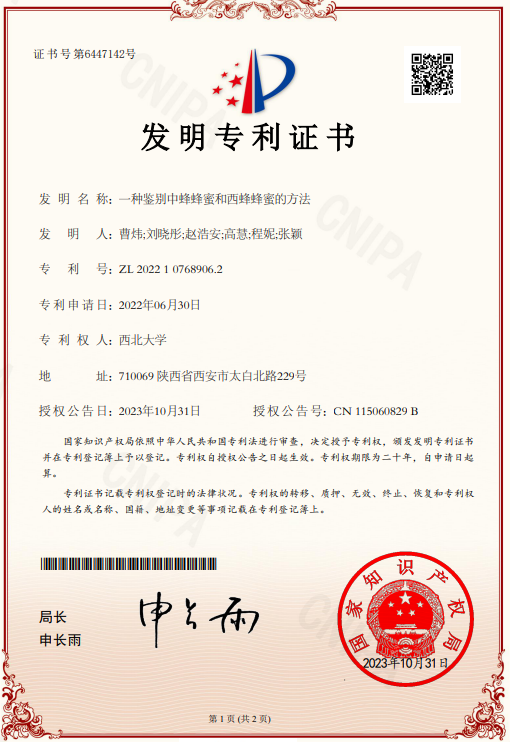 证书号第6447142号
CNIPA
发明专利证书
发明名称：一种鉴别中蜂蜂蜜和西蜂蜂蜜的方法
CNIPA
发明人：曹炜;刘晓彤;赵浩安;高慧;程妮;张颖
专利号：ZL 2022 1 0768906.2
专利申请日：2022年06月30日
专利权人：西北大学
地址：710069 陕西省西安市太白北路229号
授权公告日：2023年10月31日 授权公告号：CN 115060829 B
国家知识产权局依照中华人民共和国专利法进行审查，决定授予专利权，颁发发明专利证书
并在专利登记簿上予以登记。专利权自授权公告之日起生效。专利权期限为二十年，自申请日起
算。
CNIPA
专利证书记载专利权登记时的法律状况。专利权的转移、质押、无效、终止、恢复和专利权
人的姓名或名称、国籍、地址变更等事项记载在专利登记簿上。
局长
申长雨
申长雨
CNIPA
国家知识产权局
2023年10月31日
第 1 页 (共 2 页)